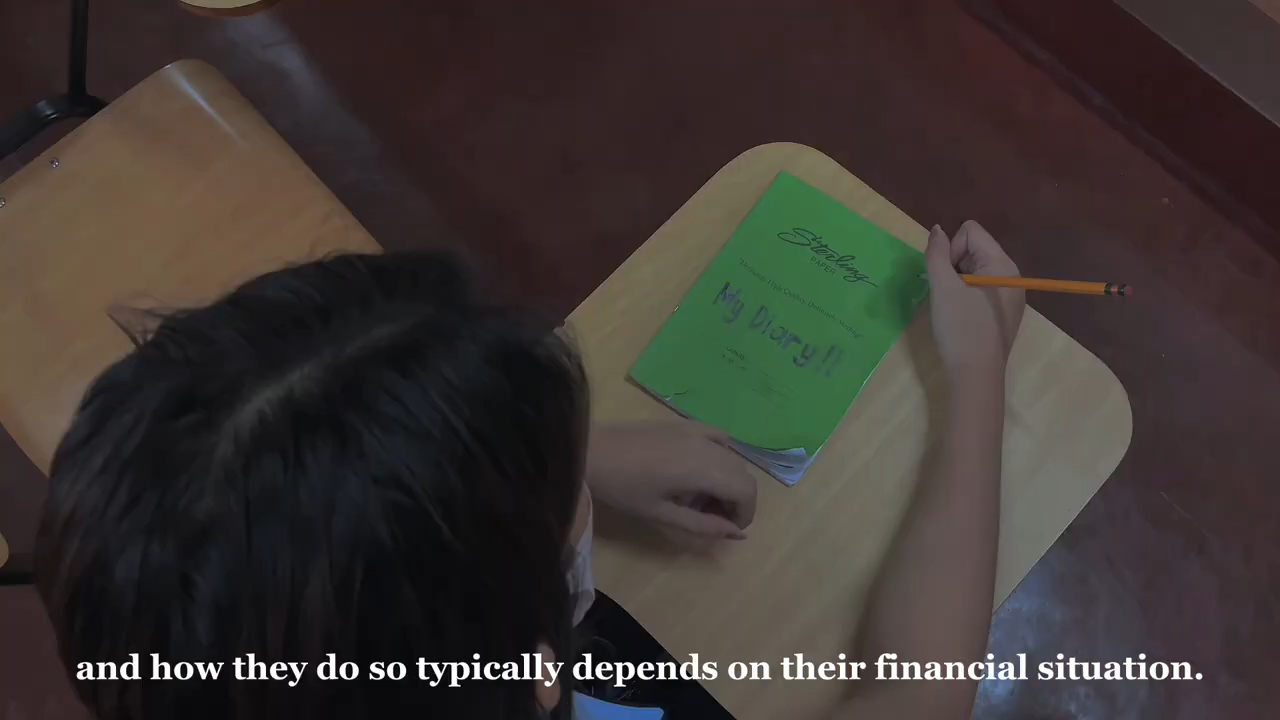 Sterling
PAPER
My Diary!!
and how they do so typically depends on their financial situation.